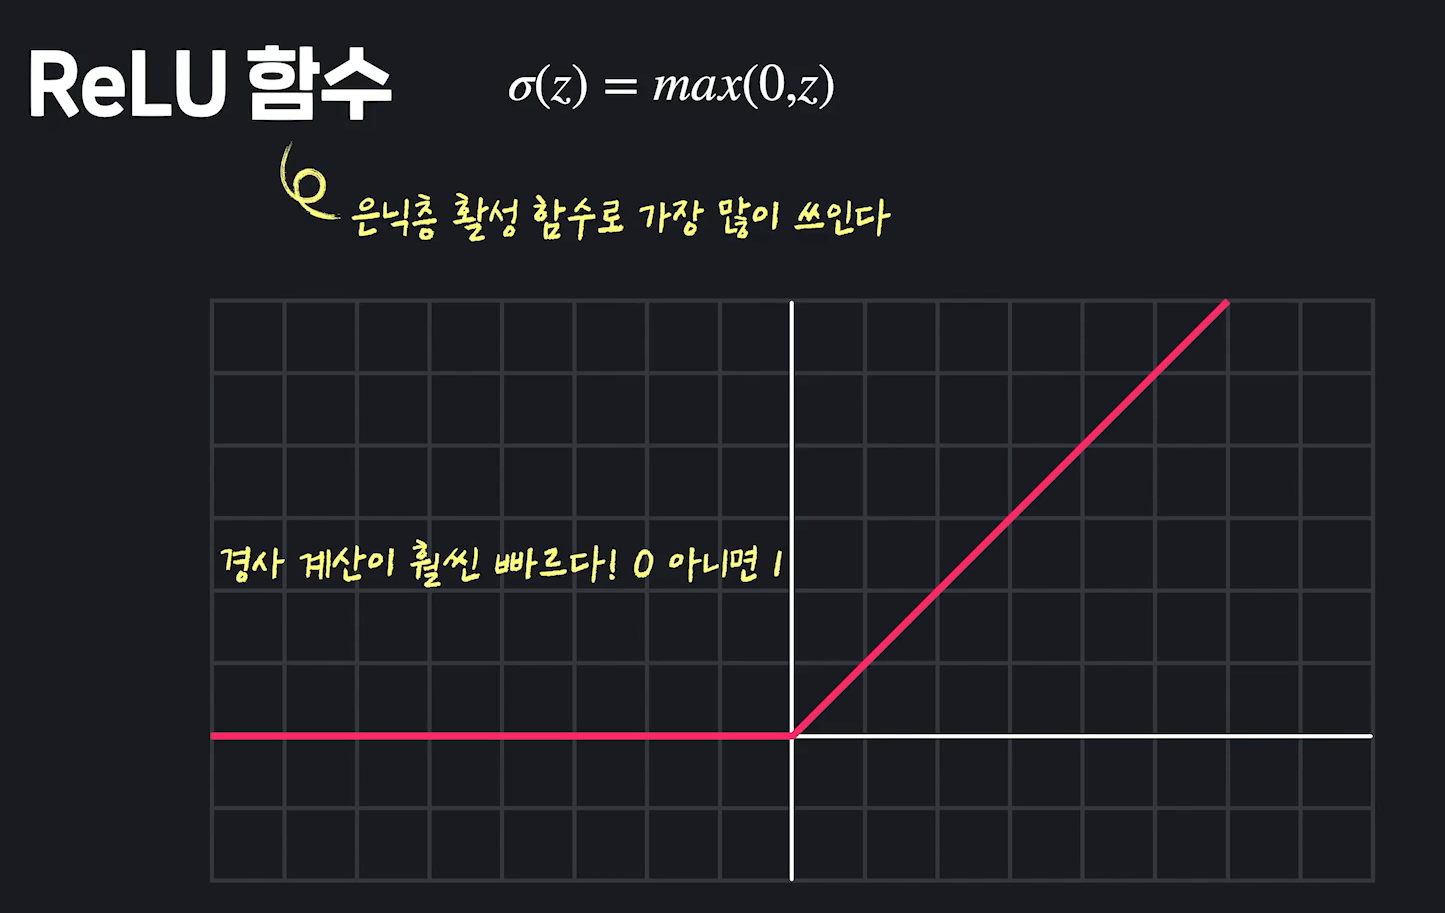 ReLU 함수
σ(z) = max(0,z)
은닉층 활성 함수로 가장 많이 쓰인다
경사 계산이 훨씬 빠르다! 0 아니면 1